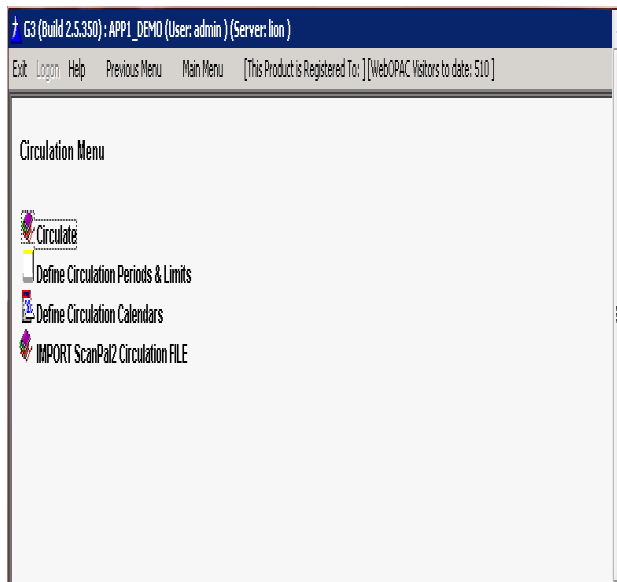 G3 (Build 2.5.350) : APP1_DEMO (User: admin ) (Server: lion )
Exit Logon Help Previous Menu Main Menu [This Product is Registered To: ] [WebOPAC Visitors to date: 510 ]
Circulation Menu
Circulate
Define Circulation Periods & Limits
Define Circulation Calendars
IMPORT ScanPal2 Circulation FILE